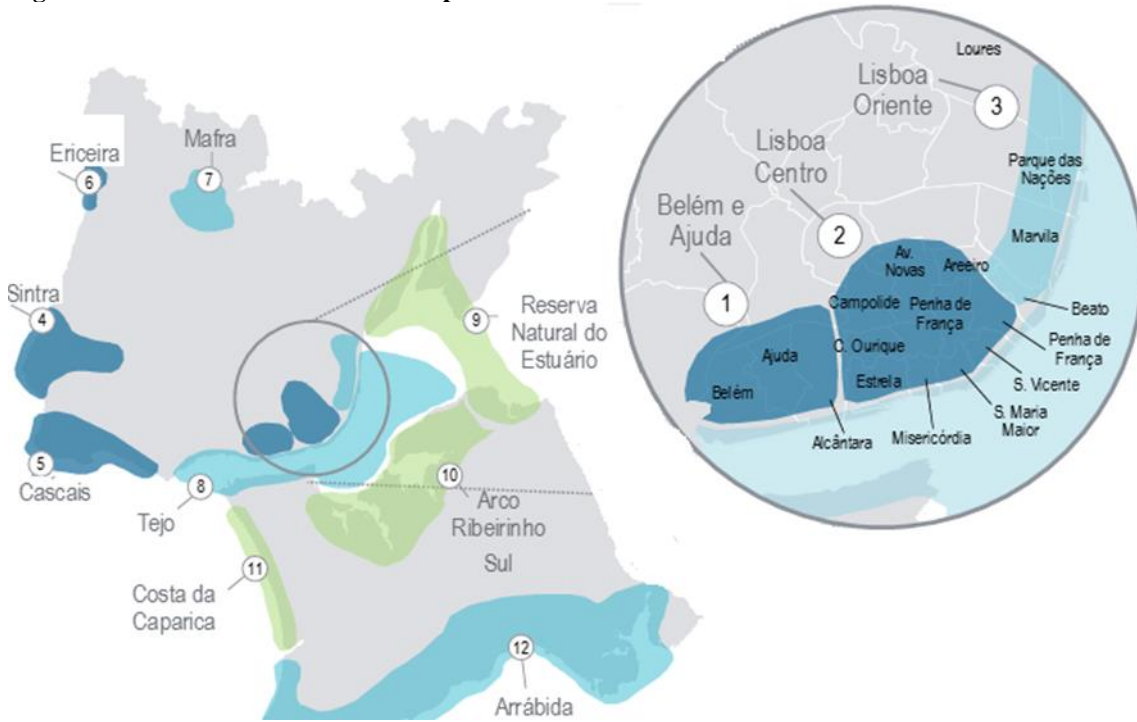 Ericeira
6
Mafra
7
Sintra
4
5
Cascais
8
Tejo
9
Reserva
Natural do
Estuário
10
Arco
Ribeirinho
Sul
11
Costa da
Caparica
12
Arrábida
Loures
Lisboa
Oriente
3
Lisboa
Centro
2
Belém e
Ajuda
1
Parque das
Nações
Marvila
Av.
Novas
Areeiro
Campolide
Penha de
França
Beato
Ajuda
C. Ourique
Penha de
França
Belém
Estrela
S. Vicente
S. Maria
Maior
Alcântara
Misericórdia